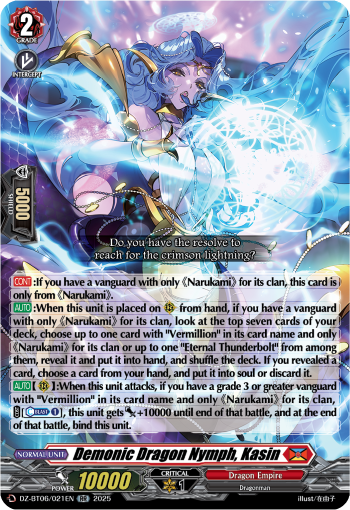 2
GRADE
INTERCEPT
5000
SHIELD
Do you have the resolve to
reach for the crimson lightning?
CONT :If you have a vanguard with only 《Narukami》 for its clan, this card is
only from 《Narukami》.
AUTO :When this unit is placed on from hand, if you have a vanguard
with only 《Narukami》 for its clan, look at the top seven cards of your
deck, choose up to one card with "Vermillion" in its card name and only
《Narukami》 for its clan or up to one "Eternal Thunderbolt" from among
them, reveal it and put it into hand, and shuffle the deck. If you revealed a
card, choose a card from your hand, and put it into soul or discard it.
AUTO [ ]:When this unit attacks, if you have a grade 3 or greater vanguard
with "Vermillion" in its card name and only 《Narukami》 for its clan,
[ BLAST 1], this unit gets +10000 until end of that battle, and at the end
of that battle, bind this unit.
NORMAL UNIT Demonic Dragon Nymph, Kasin
POWER 10000 CRITICAL 1 Dragon Empire
Dragonman
DZ-BT06/021EN RR 2025 illust/在由子